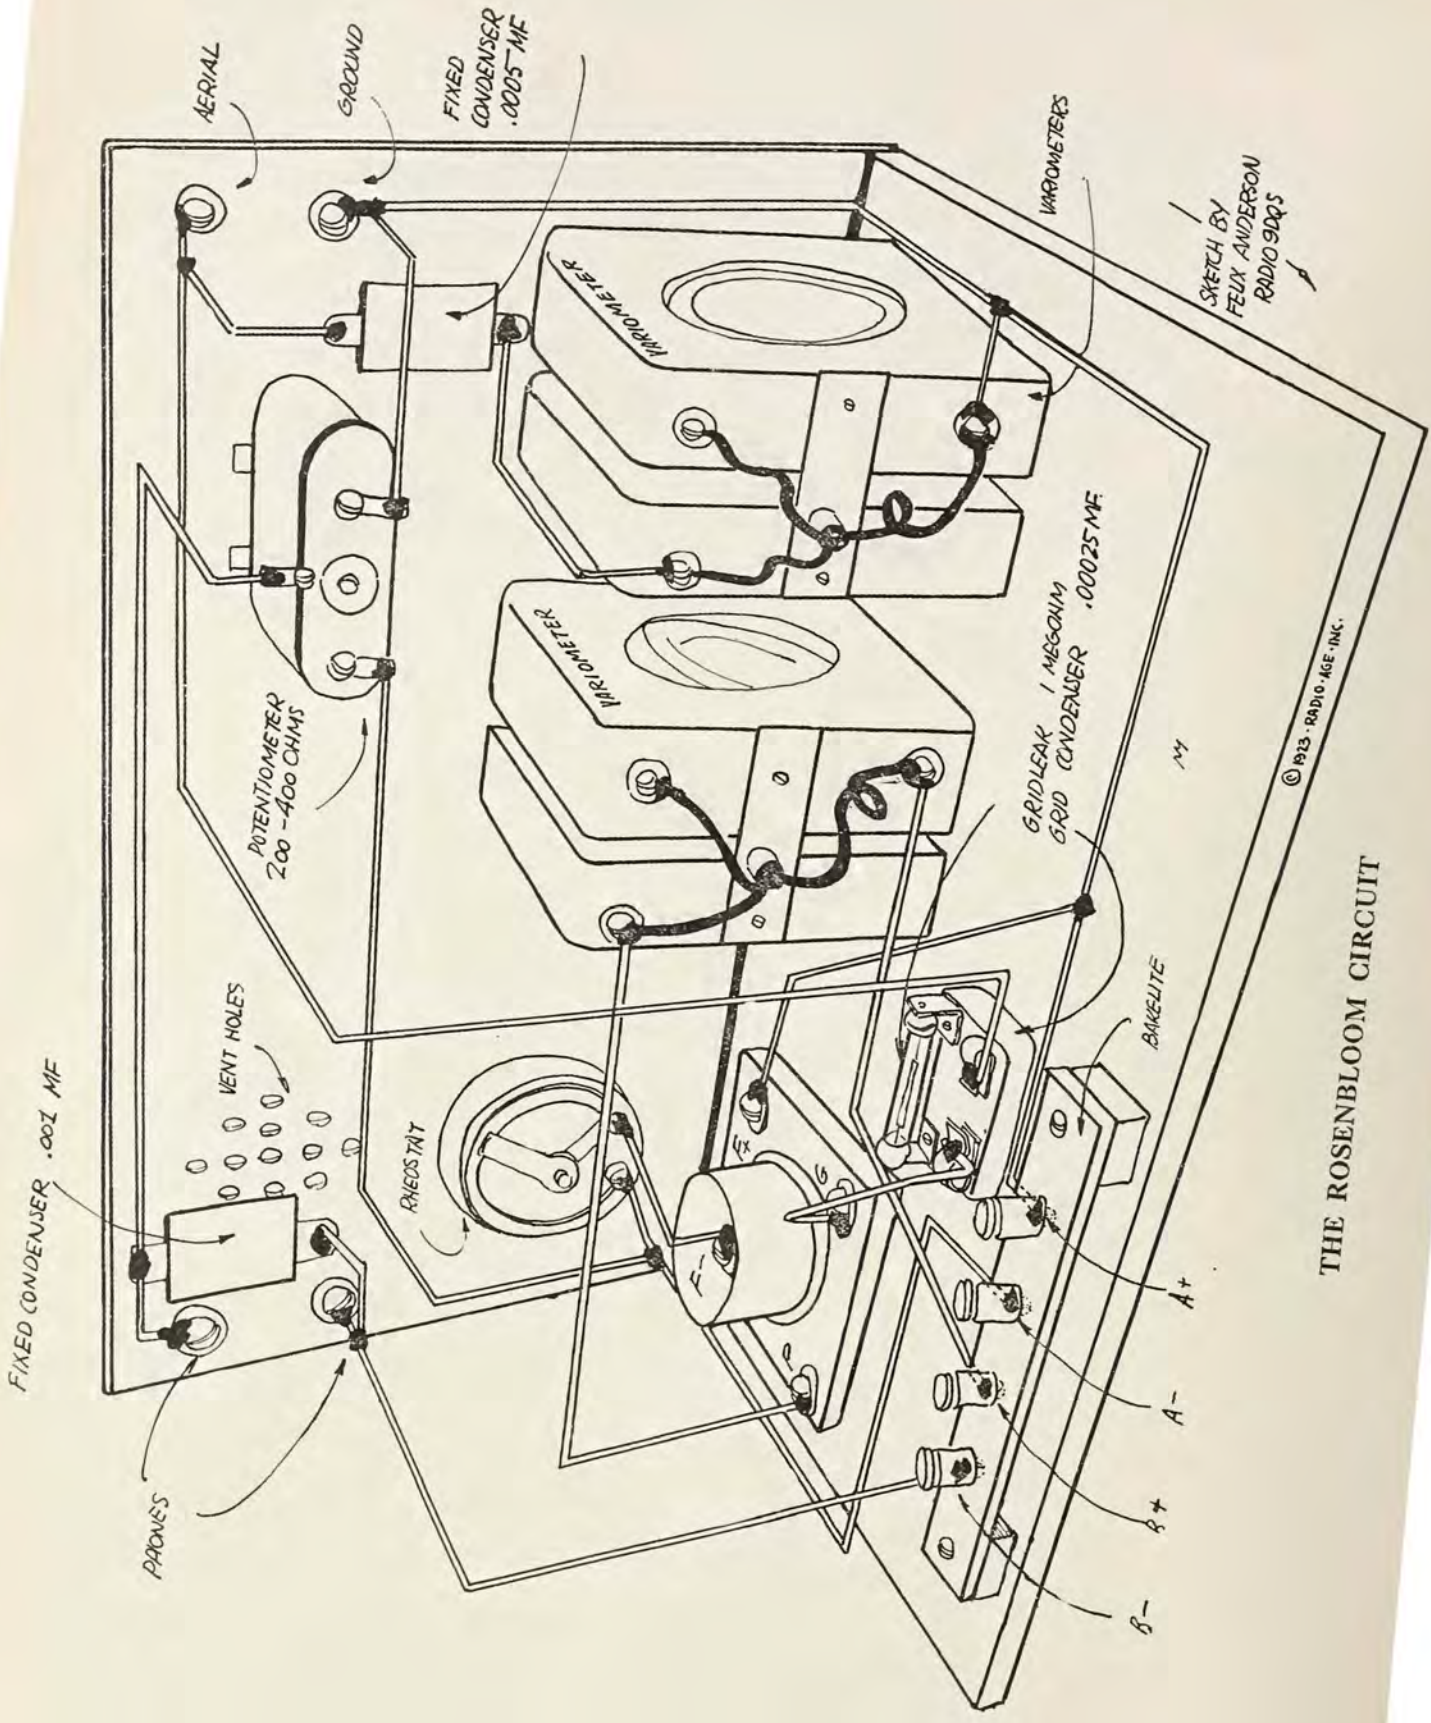 FIXED CONDENSER .001 MF
VENT HOLES
PHONES
RHEOSTAT
POTENTIOMETER
200-400 OHMS
AERIAL
GROUND
FIXED
CONDENSER
.0005 MF
VARIOMETER
VARIOMETER
VARIOMETERS
F+
G
F-
P
GRIDLEAK 1 MEGOHM
GRID CONDENSER .00025 MF.
BAKELITE
A+
A-
B+
B-
SKETCH BY
FELIX ANDERSON
RADIO 9DQS
© 1923 · RADIO · AGE · INC.
THE ROSENBLOOM CIRCUIT